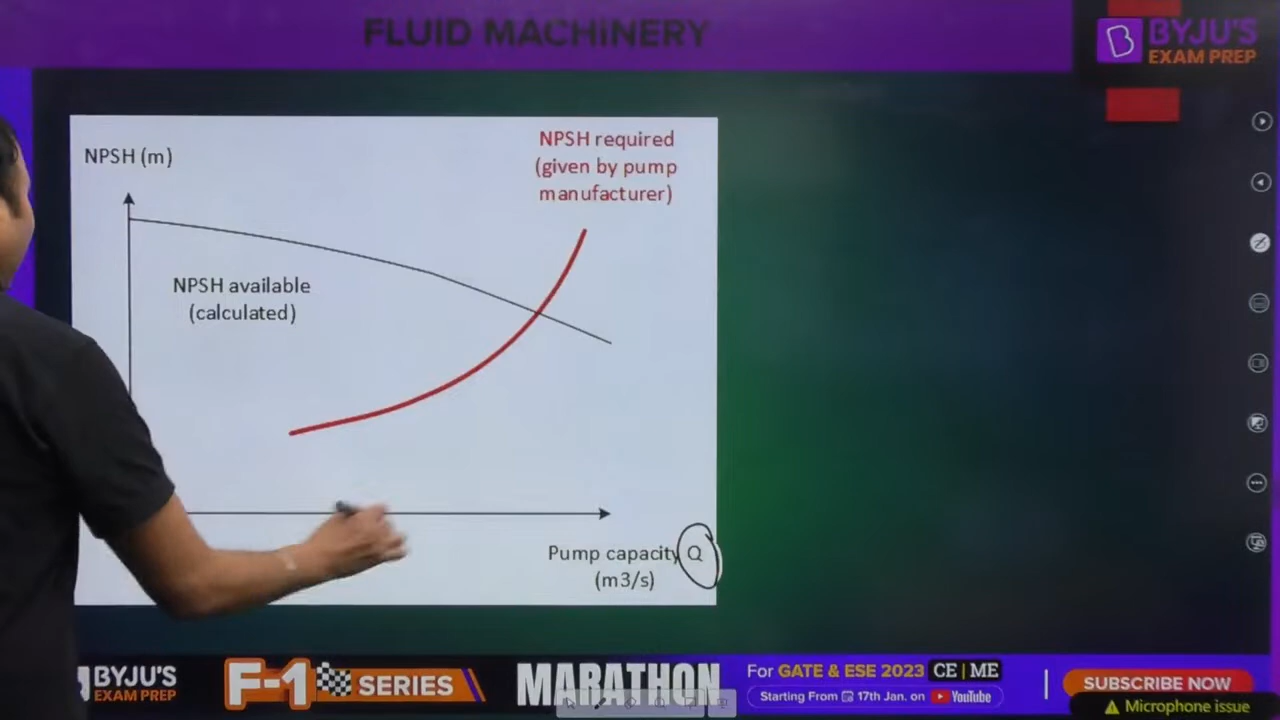 FLUID MACHiNERY
BYJU'S
EXAM PREP
NPSH (m)
NPSH required
(given by pump
manufacturer)
NPSH available
(calculated)
Pump capacity Q
(m3/s)
BYJU'S
EXAM PREP
F-1
SERIES
MARATHON
For GATE & ESE 2023 CE | ME
Starting From 17th Jan. on YouTube
SUBSCRIBE NOW
Microphone issue